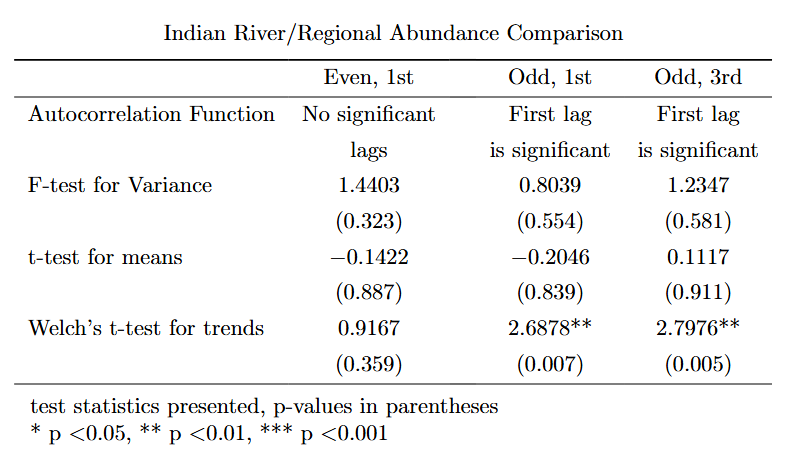 Indian River/Regional Abundance Comparison
Even, 1st Odd, 1st Odd, 3rd
Autocorrelation Function No significant First lag First lag
lags is significant is significant
F-test for Variance 1.4403 0.8039 1.2347
(0.323) (0.554) (0.581)
t-test for means −0.1422 −0.2046 0.1117
(0.887) (0.839) (0.911)
Welch's t-test for trends 0.9167 2.6878** 2.7976**
(0.359) (0.007) (0.005)
test statistics presented, p-values in parentheses
* p <0.05, ** p <0.01, *** p <0.001